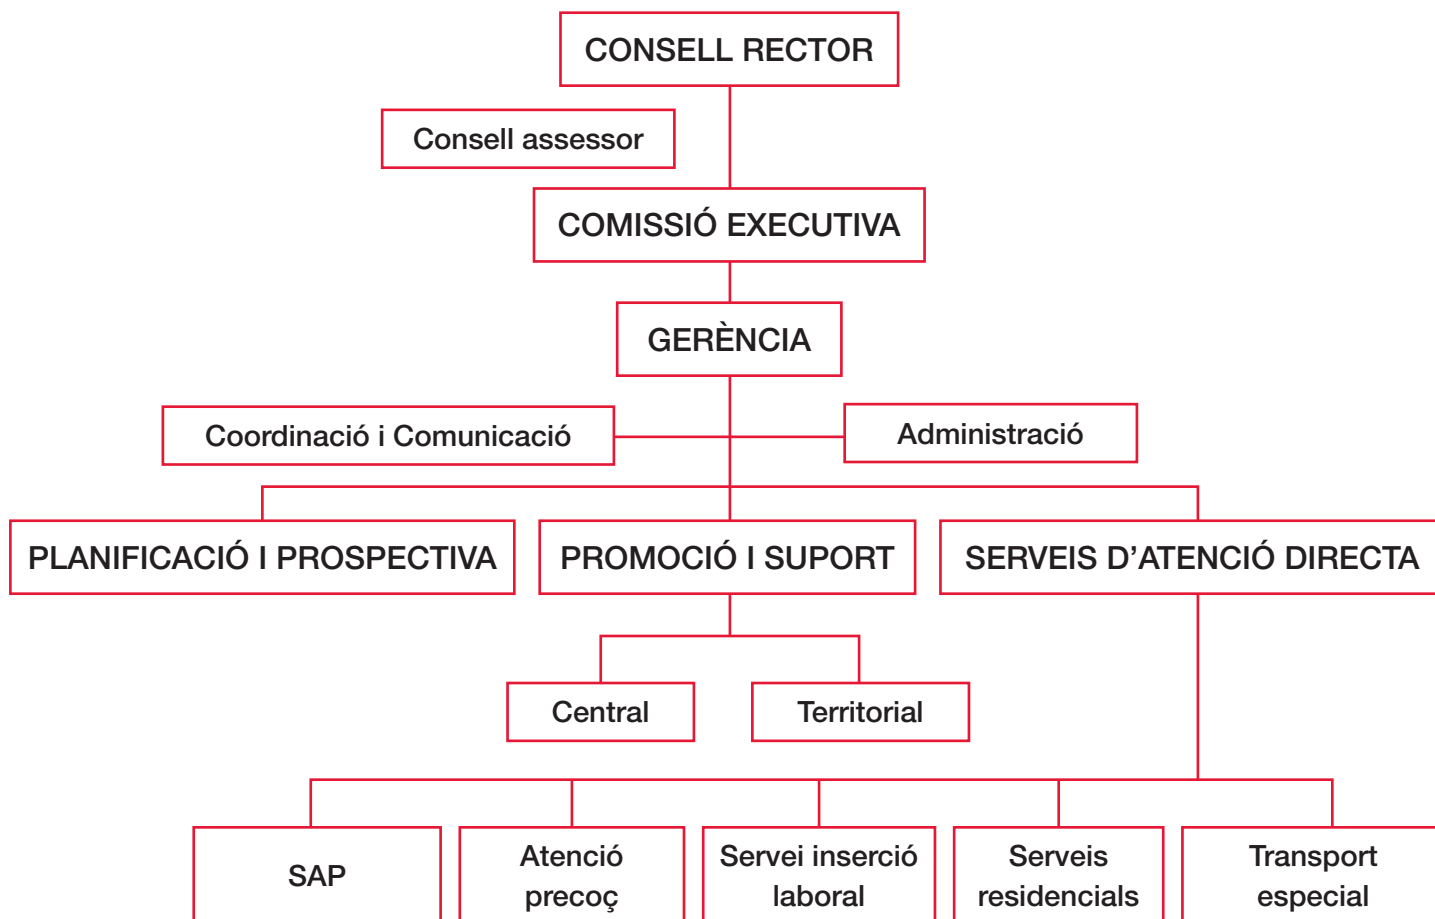 CONSELL RECTOR
Consell assessor
COMISSIÓ EXECUTIVA
GERÈNCIA
Coordinació i Comunicació
Administració
PLANIFICACIÓ I PROSPECTIVA
PROMOCIÓ I SUPORT
SERVEIS D’ATENCIÓ DIRECTA
Central
Territorial
SAP
Atenció
precoç
Servei inserció
laboral
Serveis
residencials
Transport
especial